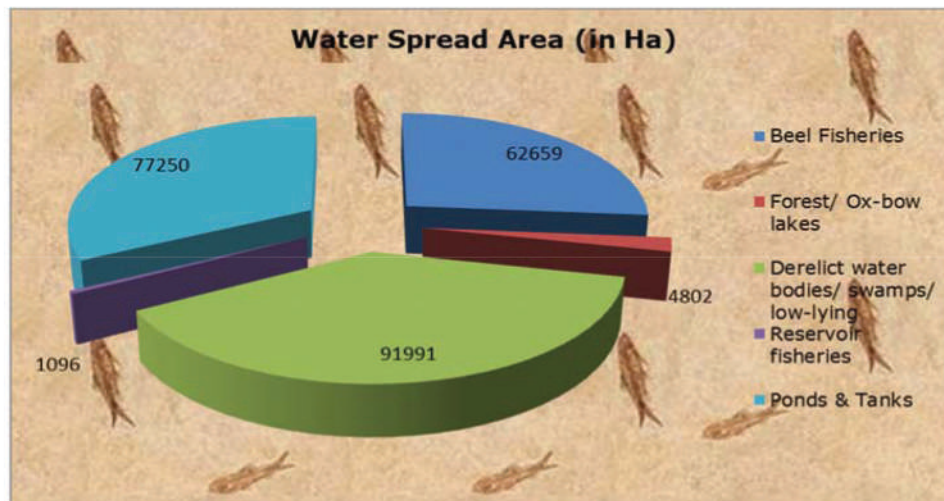 Water Spread Area (in Ha)
77250
62659
4802
91991
1096
Beel Fisheries
Forest/ Ox-bow
lakes
Derelict water
bodies/ swamps/
low-lying
Reservoir
fisheries
Ponds & Tanks